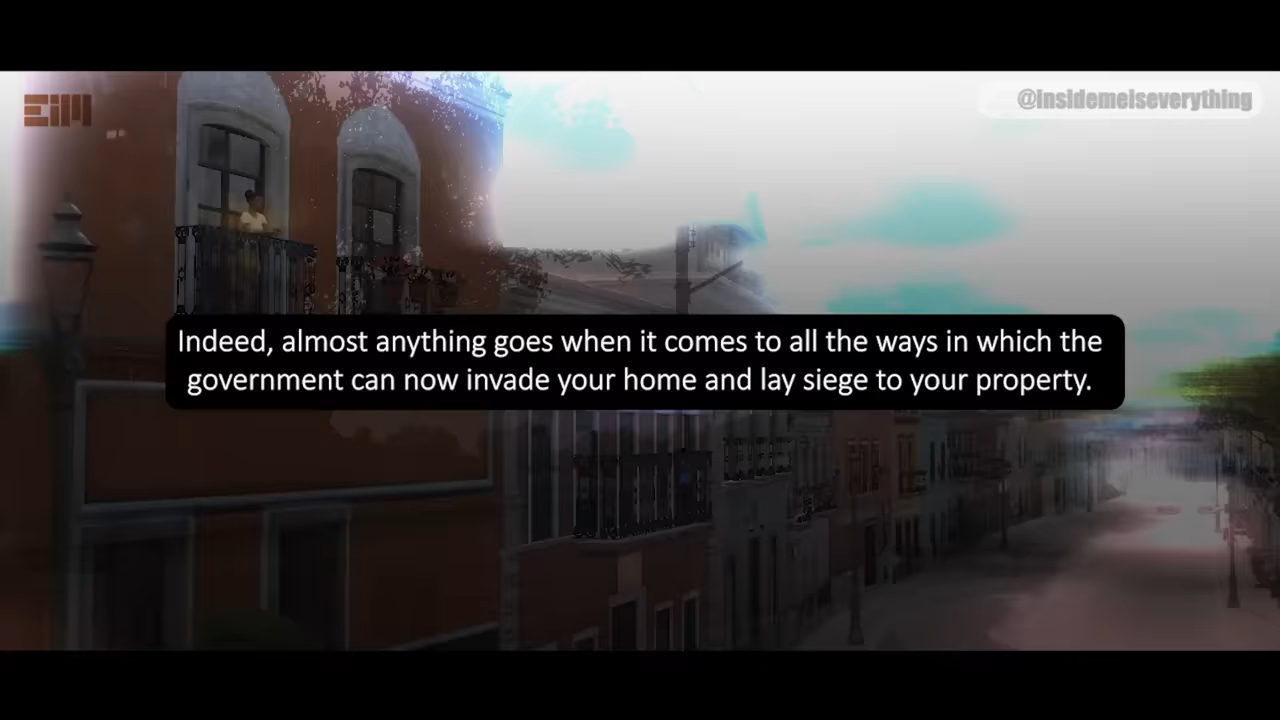 EiM
@insidemeiseverything
Indeed, almost anything goes when it comes to all the ways in which the
government can now invade your home and lay siege to your property.